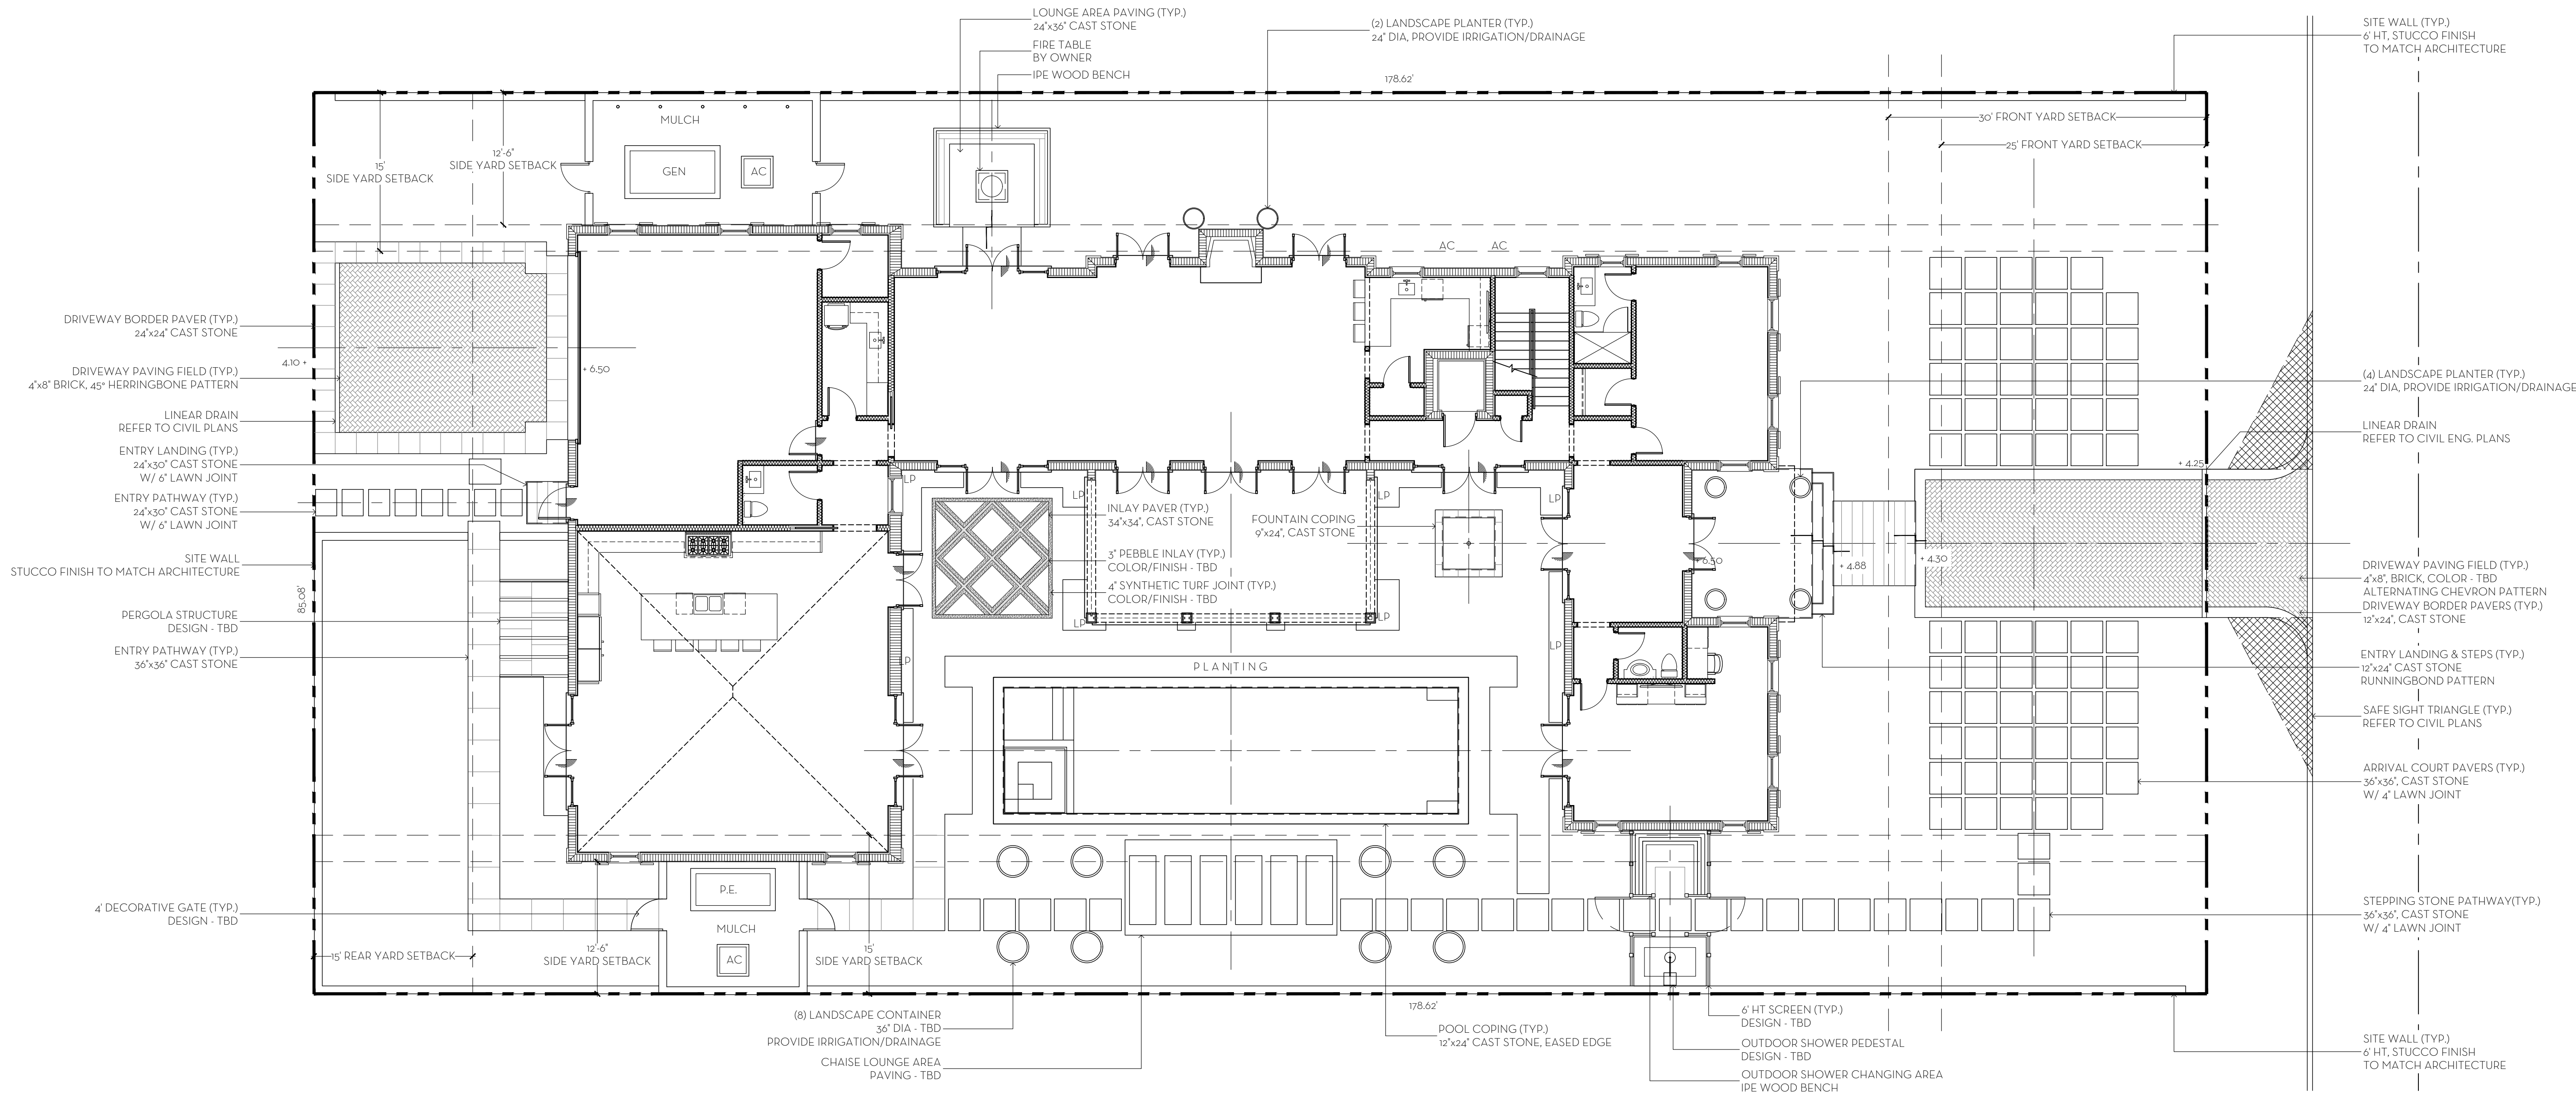 LOUNGE AREA PAVING (TYP.)
24"x36" CAST STONE
FIRE TABLE
BY OWNER
IPE WOOD BENCH
(2) LANDSCAPE PLANTER (TYP.)
24" DIA, PROVIDE IRRIGATION/DRAINAGE
178.62'
SITE WALL (TYP.)
6' HT, STUCCO FINISH
TO MATCH ARCHITECTURE
30' FRONT YARD SETBACK
25' FRONT YARD SETBACK
15'
SIDE YARD SETBACK
12'-6"
SIDE YARD SETBACK
MULCH
GEN
AC
AC
AC
DRIVEWAY BORDER PAVER (TYP.)
24"x24" CAST STONE
4.10 +
+ 6.50
DRIVEWAY PAVING FIELD (TYP.)
4"x8" BRICK, 45° HERRINGBONE PATTERN
LINEAR DRAIN
REFER TO CIVIL PLANS
ENTRY LANDING (TYP.)
24"x30" CAST STONE
W/ 6" LAWN JOINT
ENTRY PATHWAY (TYP.)
24"x30" CAST STONE
W/ 6" LAWN JOINT
SITE WALL
STUCCO FINISH TO MATCH ARCHITECTURE
85.08'
PERGOLA STRUCTURE
DESIGN - TBD
ENTRY PATHWAY (TYP.)
36"x36" CAST STONE
4' DECORATIVE GATE (TYP.)
DESIGN - TBD
15' REAR YARD SETBACK
LP
LP
LP
LP
INLAY PAVER (TYP.)
34"x34", CAST STONE
3" PEBBLE INLAY (TYP.)
COLOR/FINISH - TBD
4" SYNTHETIC TURF JOINT (TYP.)
COLOR/FINISH - TBD
FOUNTAIN COPING
9"x24", CAST STONE
LP
LP
LP
LP
PLANTING
+ 6.50
+ 4.88
+ 4.30
+ 4.25
(4) LANDSCAPE PLANTER (TYP.)
24" DIA, PROVIDE IRRIGATION/DRAINAGE
LINEAR DRAIN
REFER TO CIVIL ENG. PLANS
DRIVEWAY PAVING FIELD (TYP.)
4"x8", BRICK, COLOR - TBD
ALTERNATING CHEVRON PATTERN
DRIVEWAY BORDER PAVERS (TYP.)
12"x24", CAST STONE
ENTRY LANDING & STEPS (TYP.)
12"x24" CAST STONE
RUNNINGBOND PATTERN
SAFE SIGHT TRIANGLE (TYP.)
REFER TO CIVIL PLANS
ARRIVAL COURT PAVERS (TYP.)
36"x36", CAST STONE
W/ 4" LAWN JOINT
STEPPING STONE PATHWAY(TYP.)
36"x36", CAST STONE
W/ 4" LAWN JOINT
P.E.
MULCH
AC
12'-6"
SIDE YARD SETBACK
15'
SIDE YARD SETBACK
178.62'
(8) LANDSCAPE CONTAINER
36" DIA - TBD
PROVIDE IRRIGATION/DRAINAGE
CHAISE LOUNGE AREA
PAVING - TBD
POOL COPING (TYP.)
12"x24" CAST STONE, EASED EDGE
6' HT SCREEN (TYP.)
DESIGN - TBD
OUTDOOR SHOWER PEDESTAL
DESIGN - TBD
OUTDOOR SHOWER CHANGING AREA
IPE WOOD BENCH
SITE WALL (TYP.)
6' HT, STUCCO FINISH
TO MATCH ARCHITECTURE